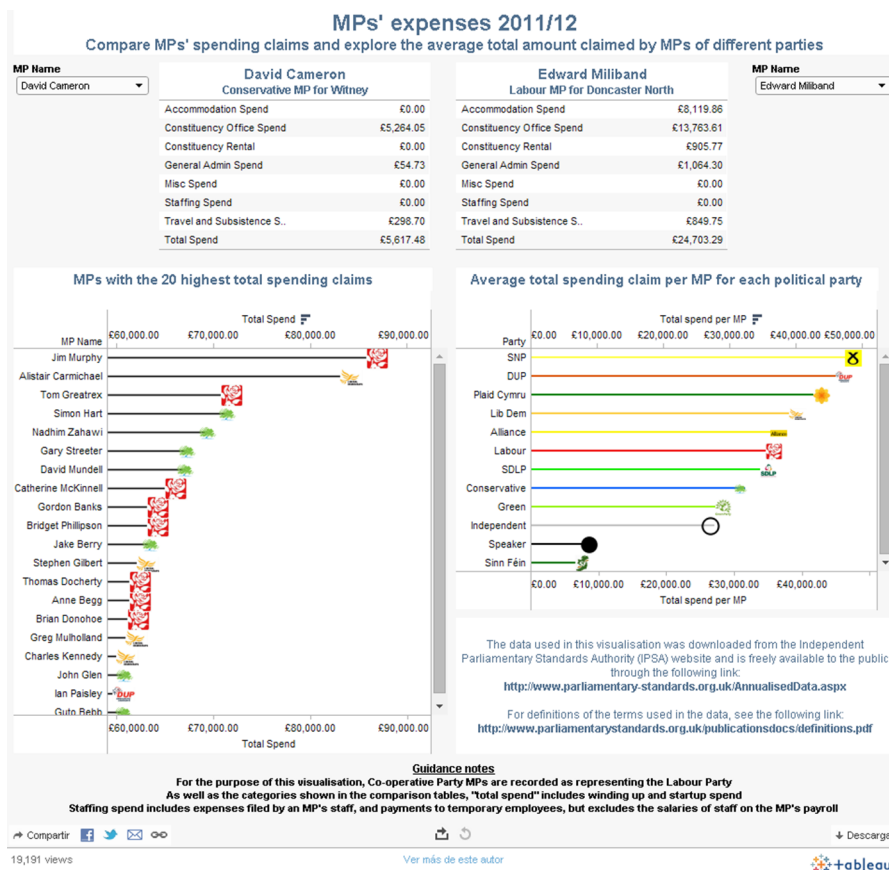 MPs' expenses 2011/12
Compare MPs' spending claims and explore the average total amount claimed by MPs of different parties
MP Name
David Cameron
David Cameron
Conservative MP for Witney
Accommodation Spend £0.00
Constituency Office Spend £5,264.05
Constituency Rental £0.00
General Admin Spend £54.73
Misc Spend £0.00
Staffing Spend £0.00
Travel and Subsistence S.. £298.70
Total Spend £5,617.48
Edward Miliband
Labour MP for Doncaster North
Accommodation Spend £8,119.86
Constituency Office Spend £13,763.61
Constituency Rental £905.77
General Admin Spend £1,064.30
Misc Spend £0.00
Staffing Spend £0.00
Travel and Subsistence S.. £849.75
Total Spend £24,703.29
MP Name
Edward Miliband
MPs with the 20 highest total spending claims
Total Spend
MP Name £60,000.00 £70,000.00 £80,000.00 £90,000.00
Jim Murphy
Alistair Carmichael
Tom Greatrex
Simon Hart
Nadhim Zahawi
Gary Streeter
David Mundell
Catherine McKinnell
Gordon Banks
Bridget Phillipson
Jake Berry
Stephen Gilbert
Thomas Docherty
Anne Begg
Brian Donohoe
Greg Mulholland
Charles Kennedy
John Glen
Ian Paisley DUP
Guto Bebb
£60,000.00 £70,000.00 £80,000.00 £90,000.00
Total Spend
Average total spending claim per MP for each political party
Total spend per MP
Party £0.00 £10,000.00 £20,000.00 £30,000.00 £40,000.00 £50,000.00
SNP
DUP DUP
Plaid Cymru
Lib Dem
Alliance Alliance
Labour
SDLP SDLP
Conservative
Green
Independent
Speaker
Sinn Féin
£0.00 £10,000.00 £20,000.00 £30,000.00 £40,000.00
Total spend per MP
The data used in this visualisation was downloaded from the Independent
Parliamentary Standards Authority (IPSA) website and is freely available to the public
through the following link:
http://www.parliamentary-standards.org.uk/AnnualisedData.aspx
For definitions of the terms used in the data, see the following link:
http://www.parliamentarystandards.org.uk/publicationsdocs/definitions.pdf
Guidance notes
For the purpose of this visualisation, Co-operative Party MPs are recorded as representing the Labour Party
As well as the categories shown in the comparison tables, "total spend" includes winding up and startup spend
Staffing spend includes expenses filed by an MP's staff, and payments to temporary employees, but excludes the salaries of staff on the MP's payroll
Compartir
Descarga
19,191 views
Ver más de este autor
+ableau